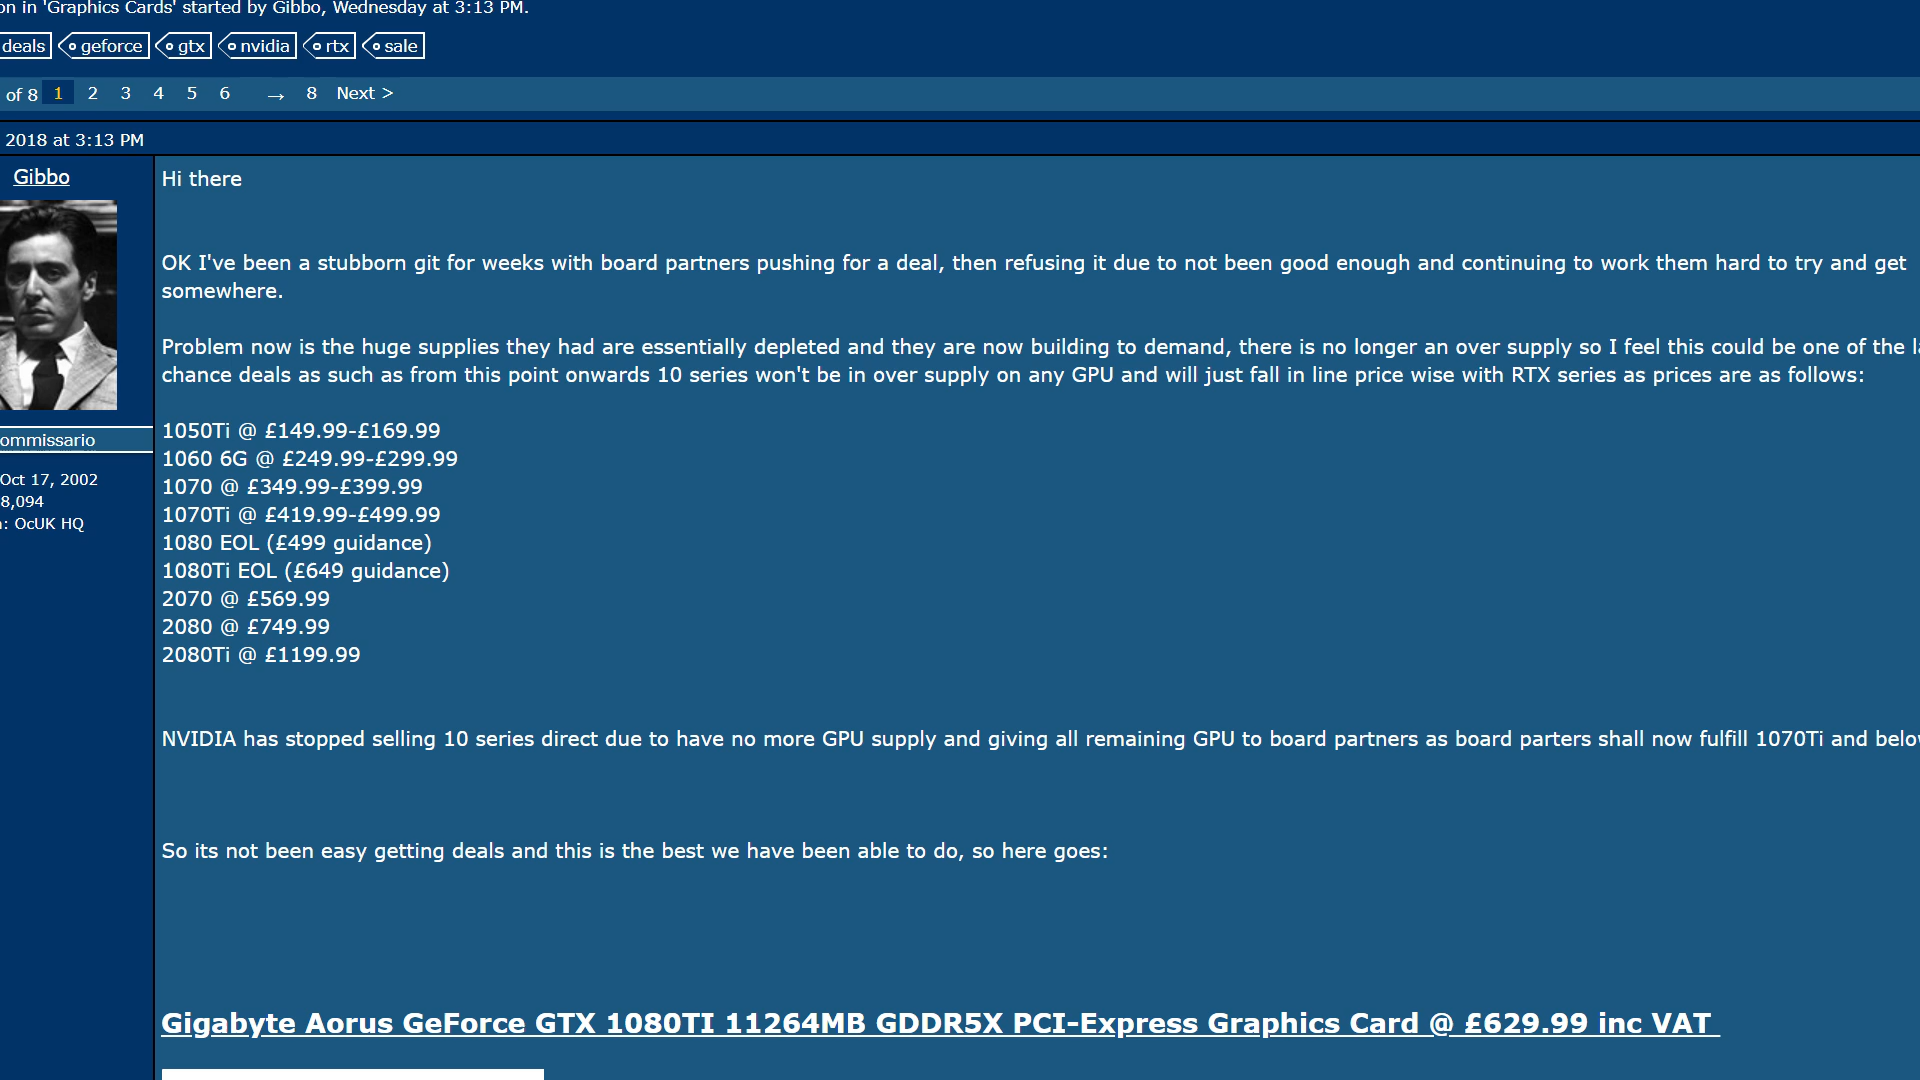 on in 'Graphics Cards' started by Gibbo, Wednesday at 3:13 PM.
deals geforce gtx nvidia rtx sale
of 8 1 2 3 4 5 6 → 8 Next >
2018 at 3:13 PM
Gibbo
ommissario
Oct 17, 2002
8,094
: OcUK HQ
Hi there
OK I've been a stubborn git for weeks with board partners pushing for a deal, then refusing it due to not been good enough and continuing to work them hard to try and get
somewhere.
Problem now is the huge supplies they had are essentially depleted and they are now building to demand, there is no longer an over supply so I feel this could be one of the la
chance deals as such as from this point onwards 10 series won't be in over supply on any GPU and will just fall in line price wise with RTX series as prices are as follows:
1050Ti @ £149.99-£169.99
1060 6G @ £249.99-£299.99
1070 @ £349.99-£399.99
1070Ti @ £419.99-£499.99
1080 EOL (£499 guidance)
1080Ti EOL (£649 guidance)
2070 @ £569.99
2080 @ £749.99
2080Ti @ £1199.99
NVIDIA has stopped selling 10 series direct due to have no more GPU supply and giving all remaining GPU to board partners as board parters shall now fulfill 1070Ti and belo
So its not been easy getting deals and this is the best we have been able to do, so here goes:
Gigabyte Aorus GeForce GTX 1080TI 11264MB GDDR5X PCI-Express Graphics Card @ £629.99 inc VAT